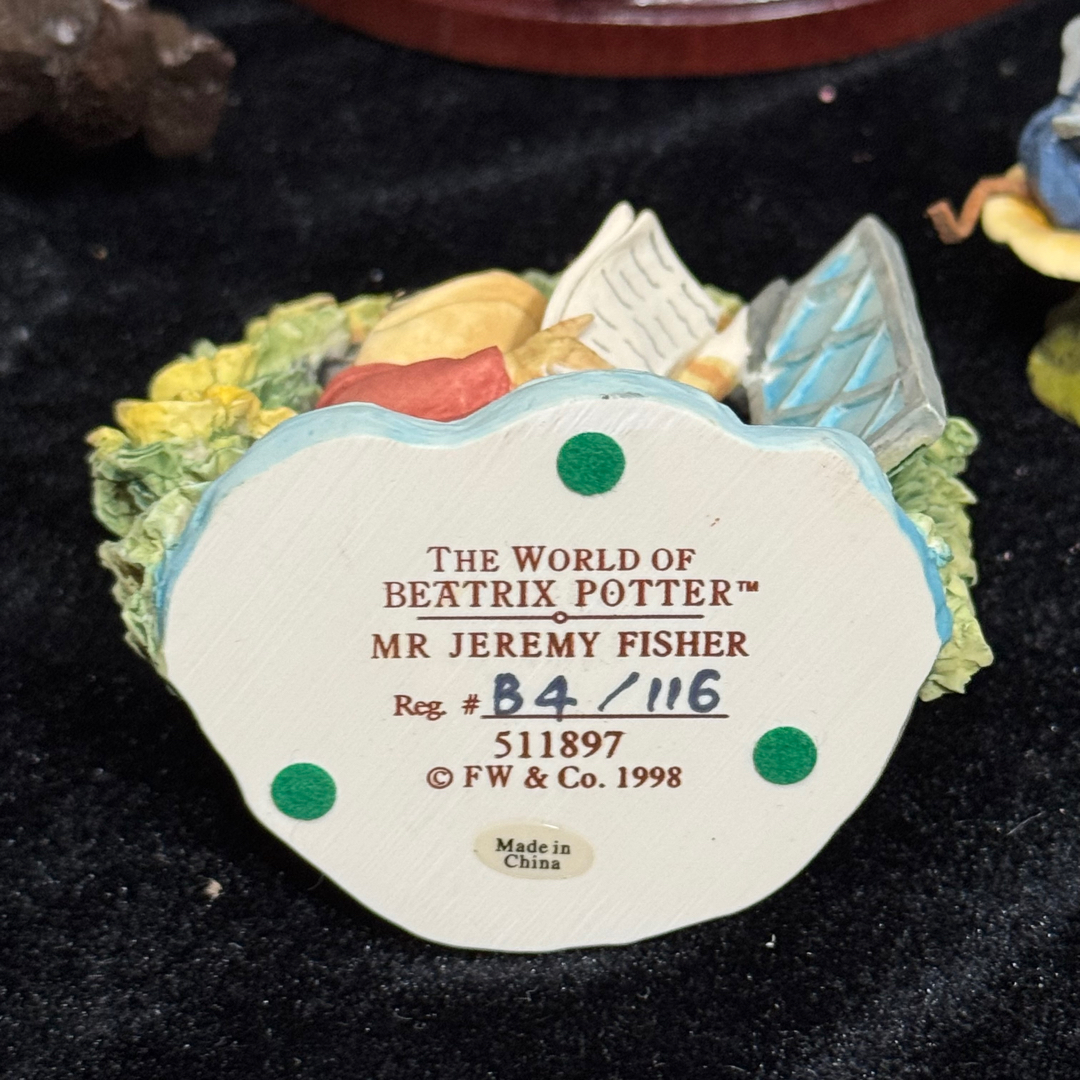 THE WORLD OF
BEATRIX POTTER™
MR JEREMY FISHER
Reg. # B4/116
511897
© FW & Co. 1998
Made in
China